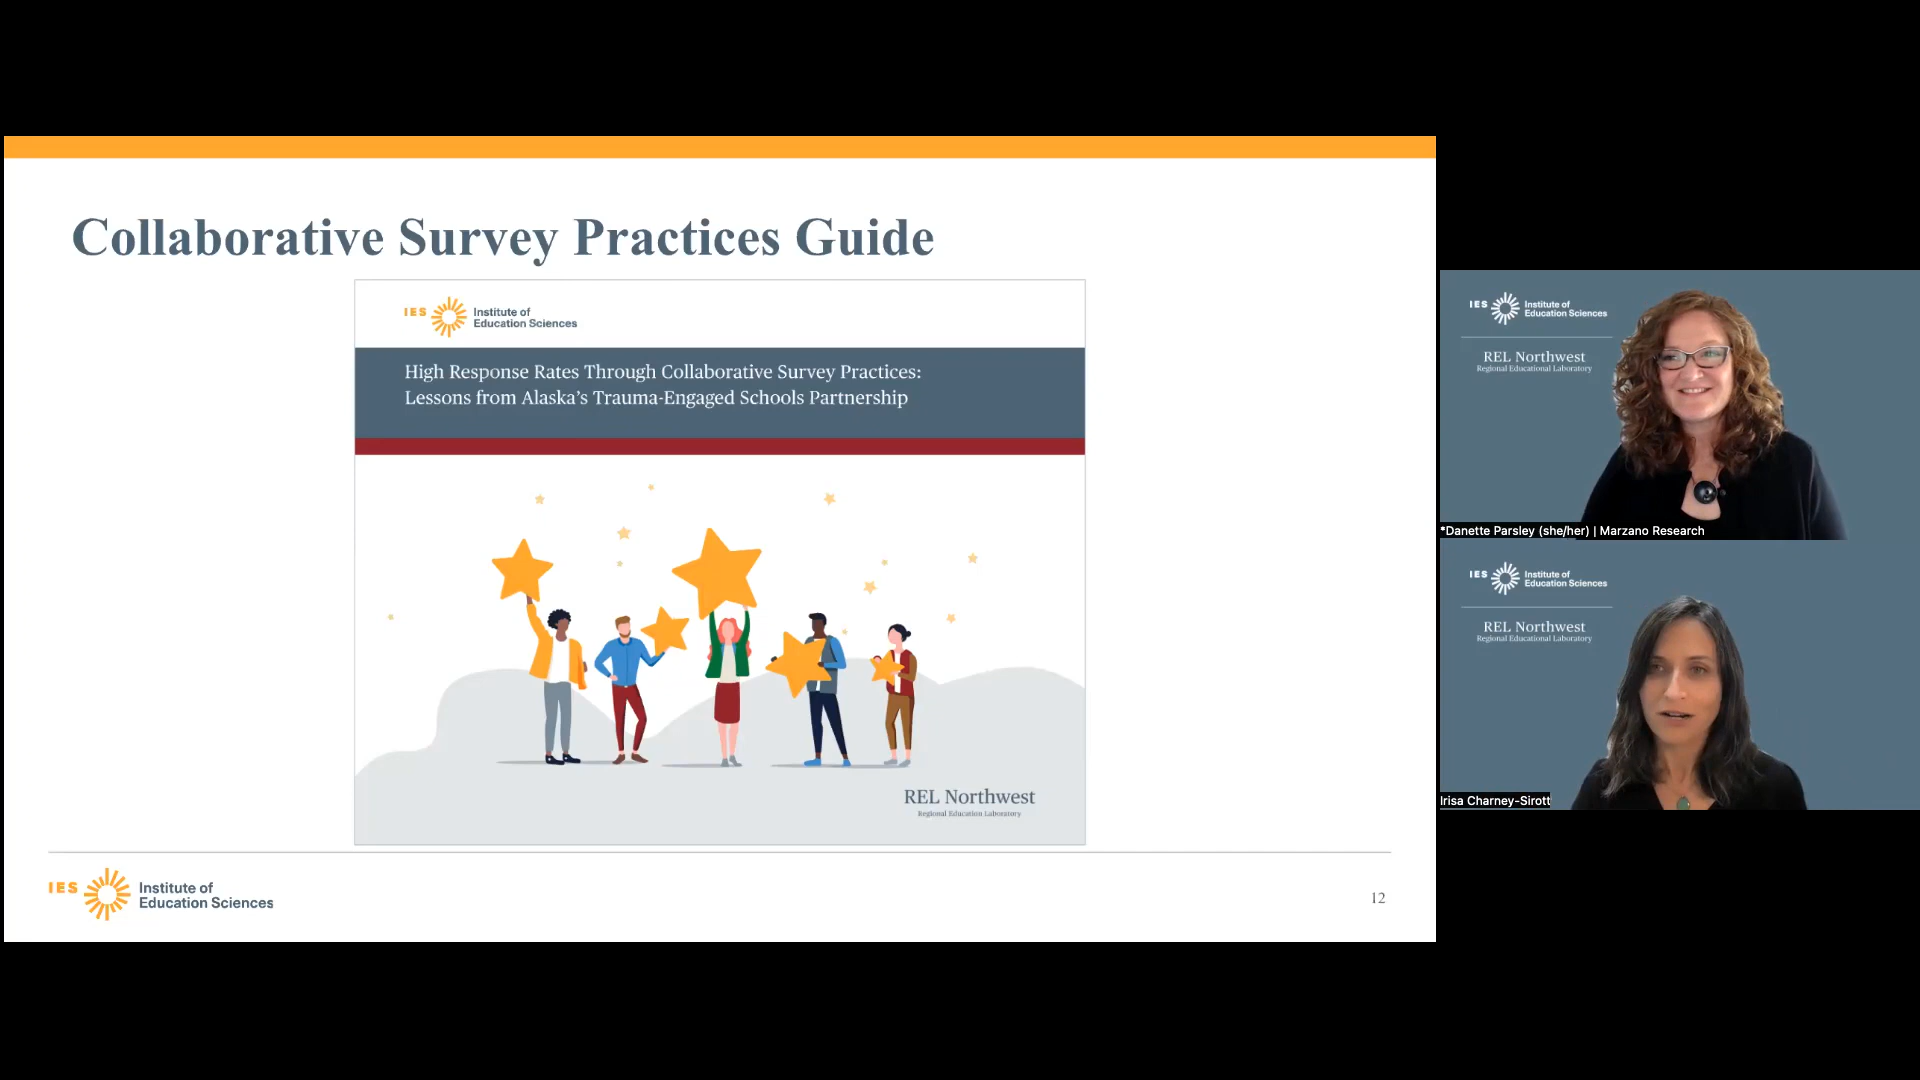 Collaborative Survey Practices Guide
IES Institute of
Education Sciences
High Response Rates Through Collaborative Survey Practices:
Lessons from Alaska's Trauma-Engaged Schools Partnership
REL Northwest
Regional Education Laboratory
IES Institute of
Education Sciences
12
IES Institute of
Education Sciences
REL Northwest
Regional Educational Laboratory
*Danette Parsley (she/her) | Marzano Research
IES Institute of
Education Sciences
REL Northwest
Regional Educational Laboratory
Irisa Charney-Sirott